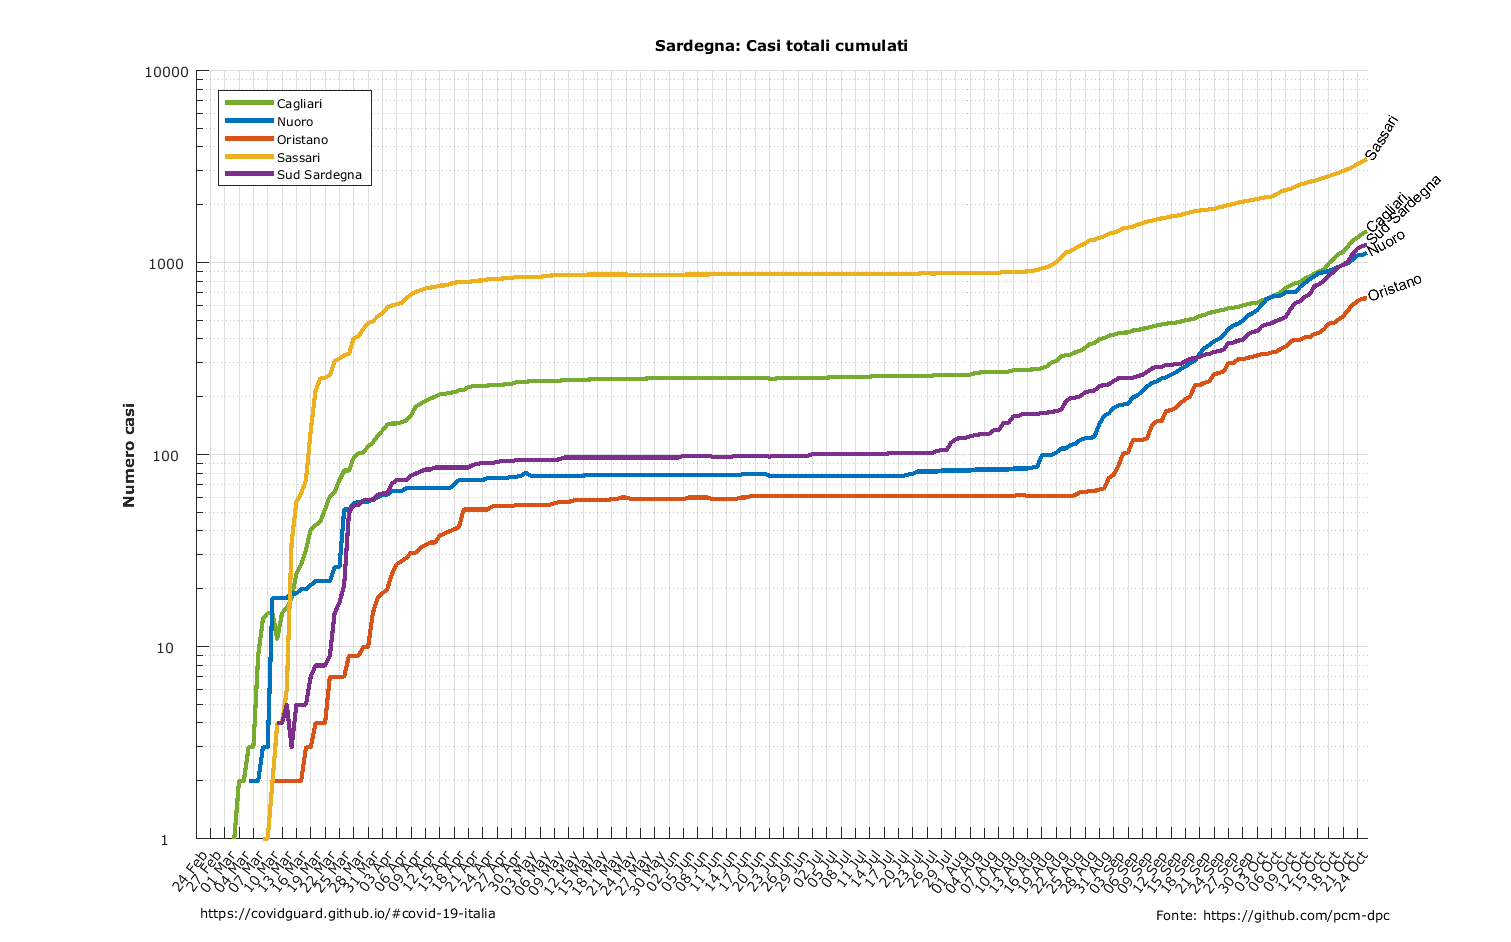 Sardegna: Casi totali cumulati
10000
1000
100
10
1
Numero casi
Cagliari
Nuoro
Oristano
Sassari
Sud Sardegna
Sassari
Cagliari
Sud Sardegna
Nuoro
Oristano
24 Feb
27 Feb
01 Mar
04 Mar
07 Mar
10 Mar
13 Mar
16 Mar
19 Mar
22 Mar
25 Mar
28 Mar
31 Mar
03 Apr
06 Apr
09 Apr
12 Apr
15 Apr
18 Apr
21 Apr
24 Apr
27 Apr
30 Apr
03 May
06 May
09 May
12 May
15 May
18 May
21 May
24 May
27 May
30 May
02 Jun
05 Jun
08 Jun
11 Jun
14 Jun
17 Jun
20 Jun
23 Jun
26 Jun
29 Jun
02 Jul
05 Jul
08 Jul
11 Jul
14 Jul
17 Jul
20 Jul
23 Jul
26 Jul
29 Jul
01 Aug
04 Aug
07 Aug
10 Aug
13 Aug
16 Aug
19 Aug
22 Aug
25 Aug
28 Aug
31 Aug
03 Sep
06 Sep
09 Sep
12 Sep
15 Sep
18 Sep
21 Sep
24 Sep
27 Sep
30 Sep
03 Oct
06 Oct
09 Oct
12 Oct
15 Oct
18 Oct
21 Oct
24 Oct
https://covidguard.github.io/#covid-19-italia
Fonte: https://github.com/pcm-dpc